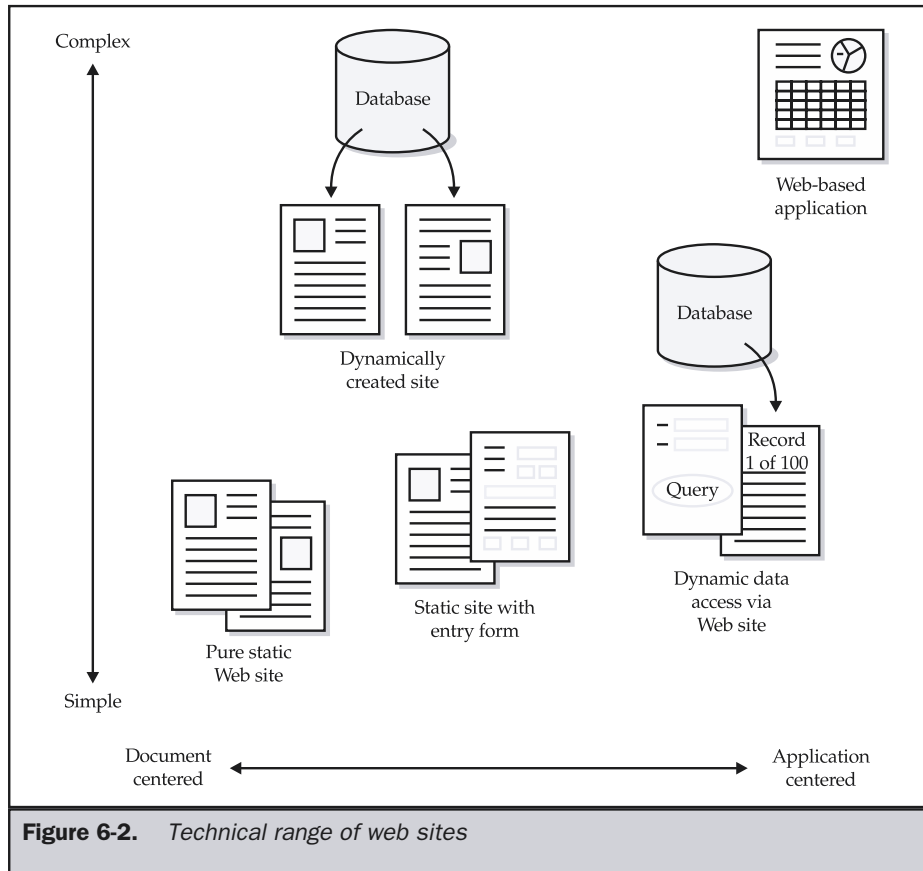 Complex
Database
Web-based
application
Dynamically
created site
Database
Record
1 of 100
Query
Static site with
entry form
Dynamic data
access via
Web site
Pure static
Web site
Simple
Document
centered
Application
centered
Figure 6-2. Technical range of web sites